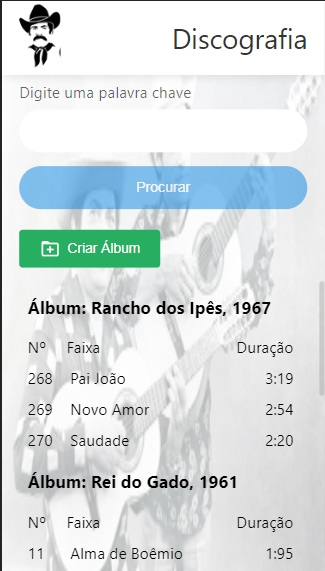 Discografia
Digite uma palavra chave
Procurar
Criar Álbum
Álbum: Rancho dos Ipês, 1967
Nº Faixa Duração
268 Pai João 3:19
269 Novo Amor 2:54
270 Saudade 2:20
Álbum: Rei do Gado, 1961
Nº Faixa Duração
11 Alma de Boêmio 1:95